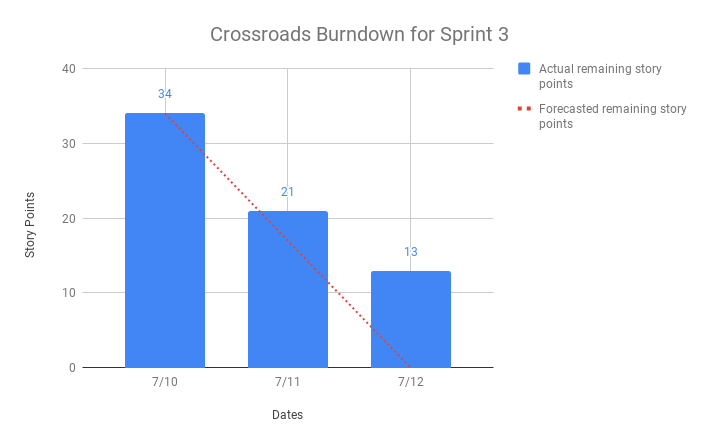 Crossroads Burndown for Sprint 3
Actual remaining story
points
Forecasted remaining story
points
Story Points
40
30
20
10
0
34
21
13
7/10
7/11
7/12
Dates